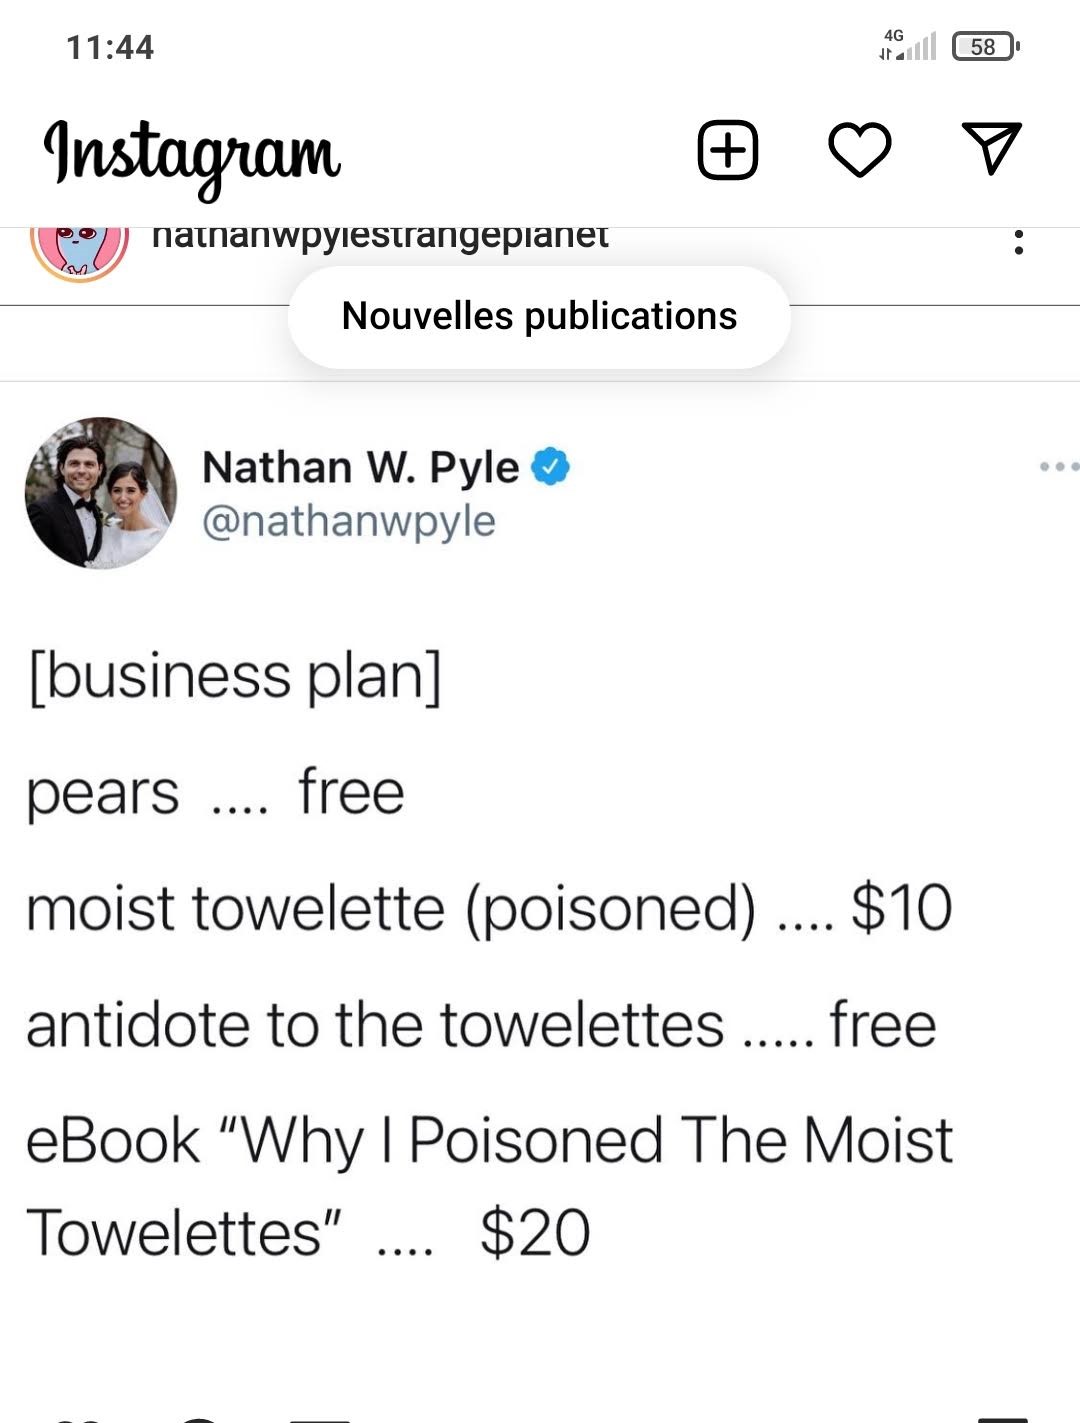 11:44
4G
58
Instagram
nathanwpylestrangeplanet
Nouvelles publications
Nathan W. Pyle
@nathanwpyle
[business plan]
pears .... free
moist towelette (poisoned) .... $10
antidote to the towelettes ..... free
eBook “Why I Poisoned The Moist
Towelettes” .... $20